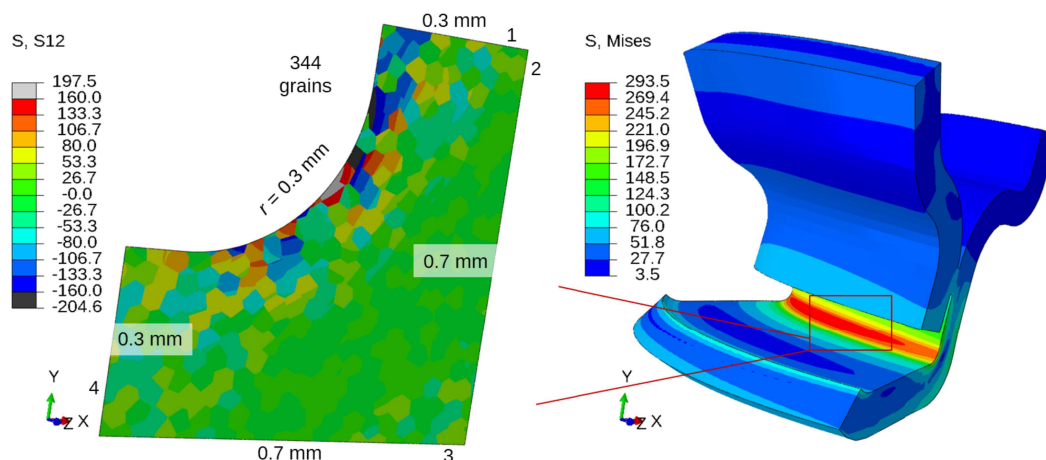 S, S12
197.5
160.0
133.3
106.7
80.0
53.3
26.7
-0.0
-26.7
-53.3
-80.0
-106.7
-133.3
-160.0
-204.6
344
grains
0.3 mm
1
2
r = 0.3 mm
0.7 mm
0.3 mm
4
Y
Z X
0.7 mm
3
S, Mises
293.5
269.4
245.2
221.0
196.9
172.7
148.5
124.3
100.2
76.0
51.8
27.7
3.5
Y
Z X